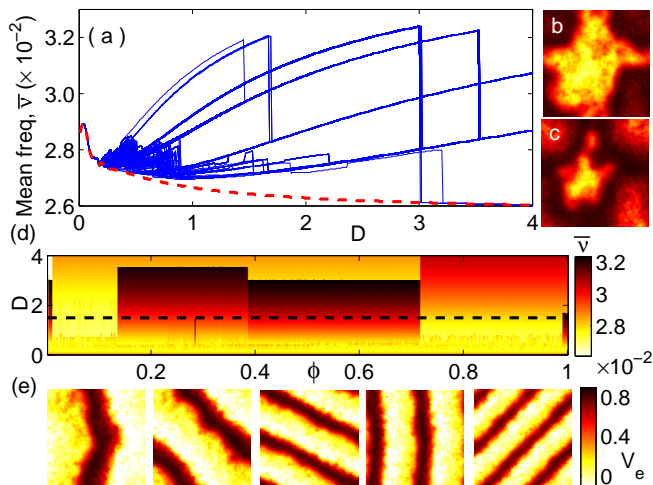 ( a )
Mean freq, ν̅ (× 10⁻²)
3.2
3.0
2.8
2.6
0 1 2 3 4
D
b
c
(d)
D
4
2
0
0.2 0.4 0.6 0.8 1
ϕ
ν̅
3.2
3
2.8
×10⁻²
(e)
0.8
0.4
0
V_e